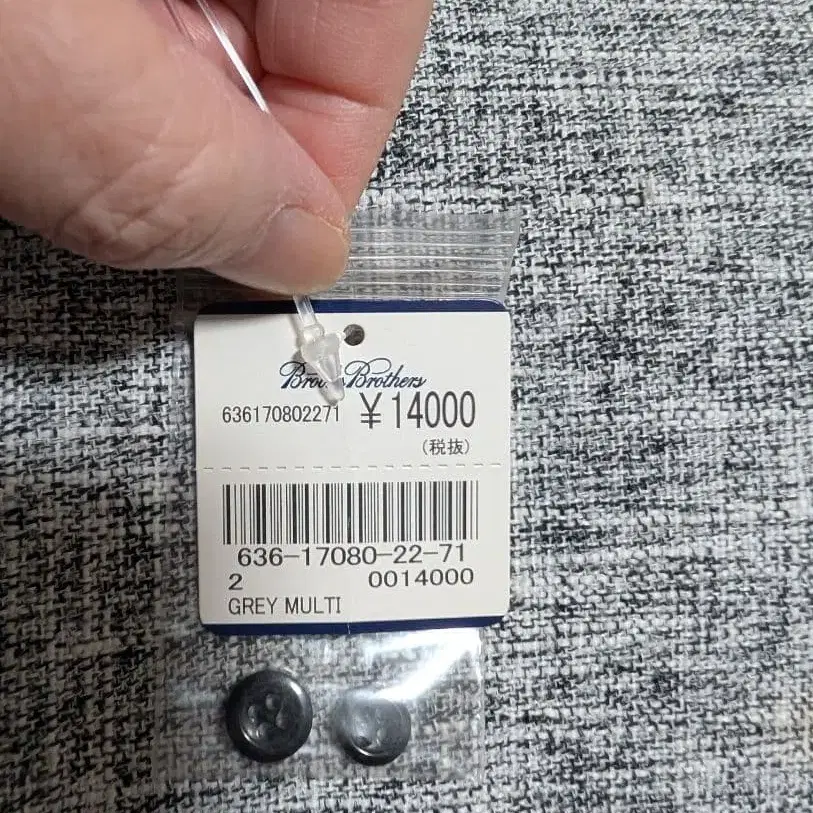 Brooks Brothers
636170802271 ¥14000
(税抜)
636-17080-22-71
2 0014000
GREY MULTI